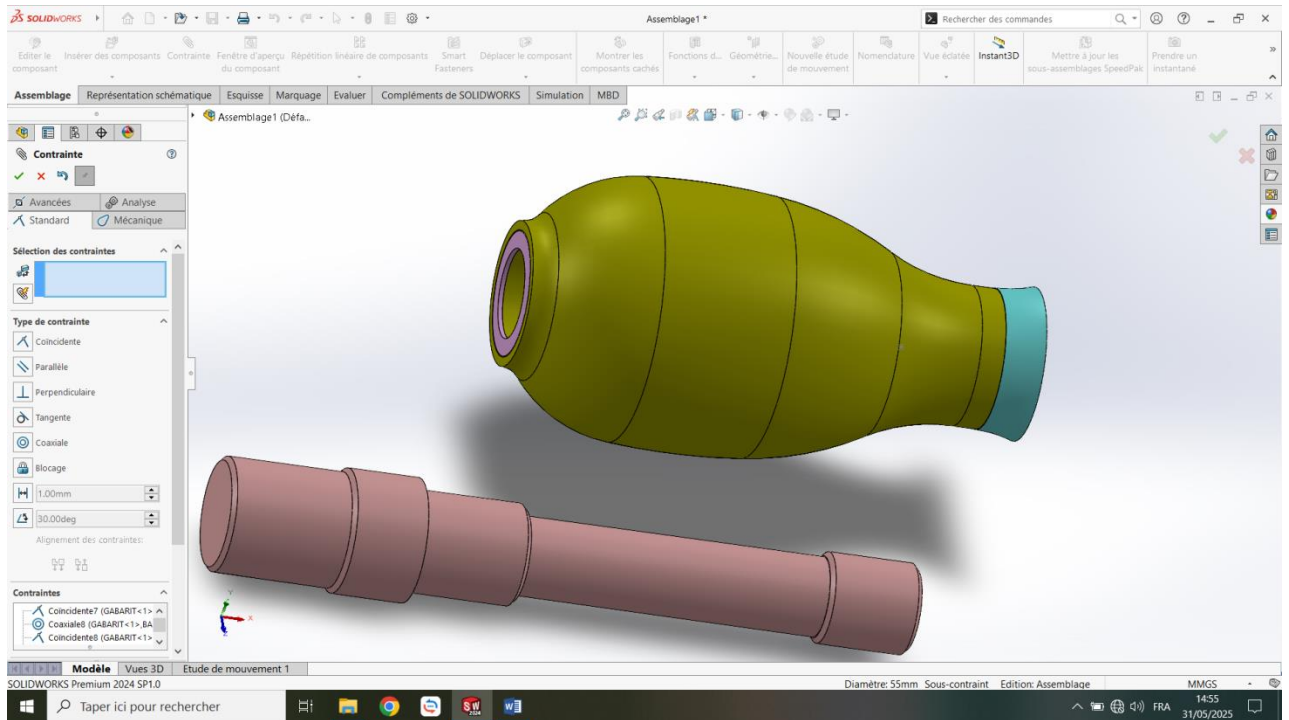 SOLIDWORKS
Assemblage1 *
Rechercher des commandes
Editer le composant
Insérer des composants
Contrainte
Fenêtre d'aperçu du composant
Répétition linéaire de composants
Smart Fasteners
Déplacer le composant
Montrer les composants cachés
Fonctions d...
Géométrie...
Nouvelle étude de mouvement
Nomenclature
Vue éclatée
Instant3D
Mettre à jour les sous-assemblages SpeedPak
Prendre un instantané
Assemblage Représentation schématique Esquisse Marquage Evaluer Compléments de SOLIDWORKS Simulation MBD
Assemblage1 (Défa...
Contrainte
Avancées Analyse
Standard Mécanique
Sélection des contraintes
Type de contrainte
Coïncidente
Parallèle
Perpendiculaire
Tangente
Coaxiale
Blocage
1.00mm
30.00deg
Alignement des contraintes:
Contraintes
Coïncidente7 (GABARIT<1>
Coaxiale8 (GABARIT<1>,BA
Coïncidente8 (GABARIT<1>
Y
X
Z
Modèle Vues 3D Etude de mouvement 1
SOLIDWORKS Premium 2024 SP1.0
Diamètre: 55mm Sous-contraint Edition: Assemblage MMGS
Taper ici pour rechercher
SW
2024
FRA
14:55
31/05/2025